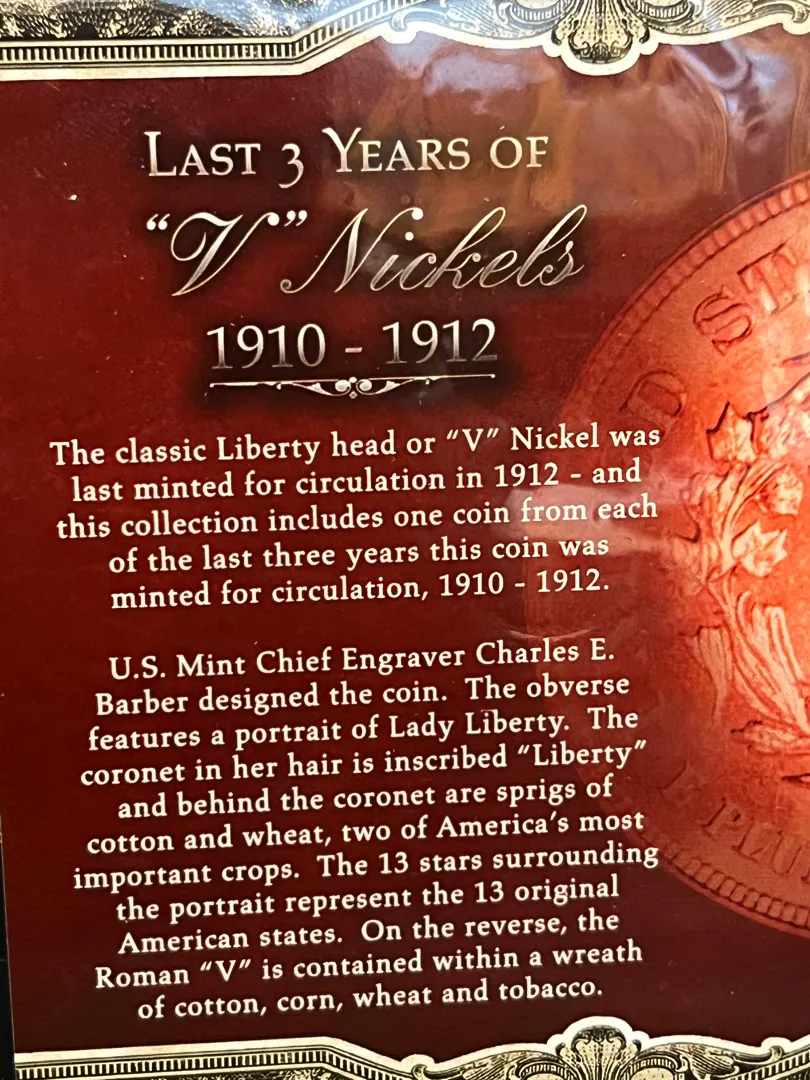 LAST 3 YEARS OF
“V” Nickels
1910 - 1912
The classic Liberty head or “V” Nickel was
last minted for circulation in 1912 - and
this collection includes one coin from each
of the last three years this coin was
minted for circulation, 1910 - 1912.
U.S. Mint Chief Engraver Charles E.
Barber designed the coin. The obverse
features a portrait of Lady Liberty. The
coronet in her hair is inscribed “Liberty”
and behind the coronet are sprigs of
cotton and wheat, two of America’s most
important crops. The 13 stars surrounding
the portrait represent the 13 original
American states. On the reverse, the
Roman “V” is contained within a wreath
of cotton, corn, wheat and tobacco.
D ST
E PLU